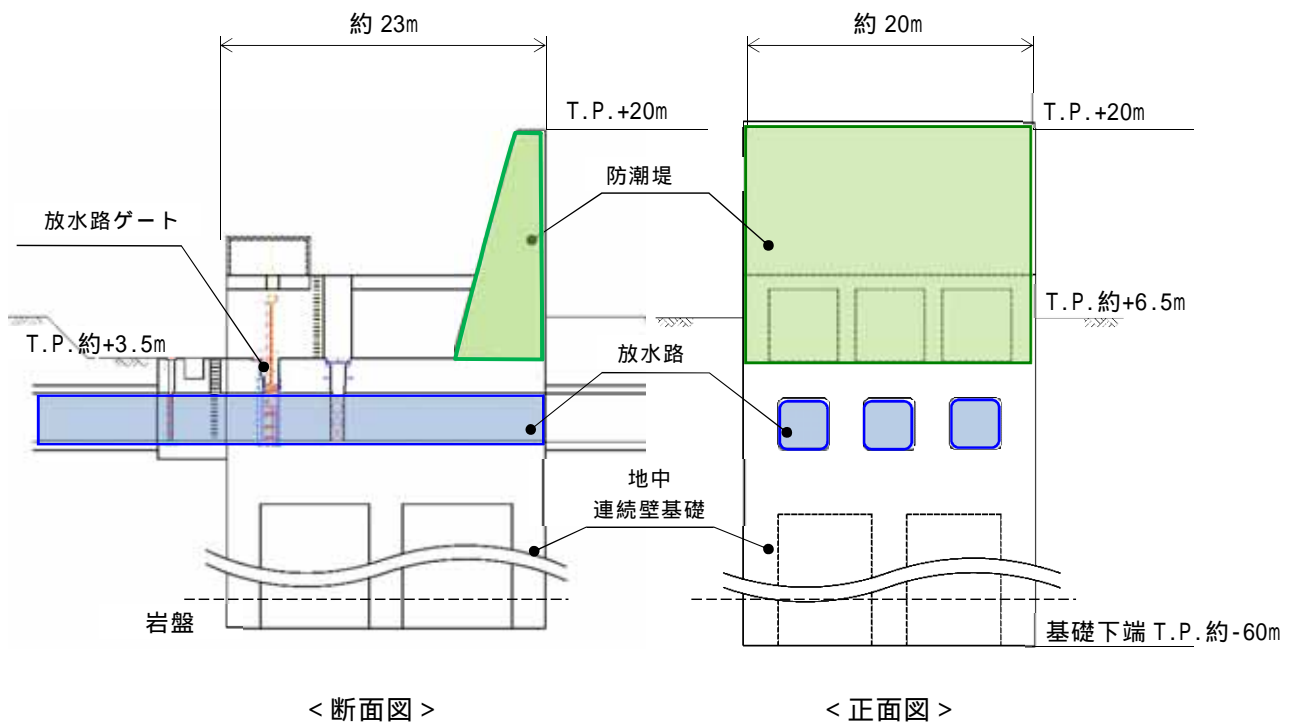 約 23m
約 20m
T.P.+20m
T.P.+20m
防潮堤
放水路ゲート
T.P.約+6.5m
T.P.約+3.5m
放水路
地中
連続壁基礎
岩盤
基礎下端 T.P.約-60m
<断面図>
<正面図>